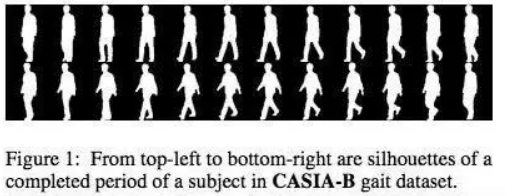 Figure 1: From top-left to bottom-right are silhouettes of a
completed period of a subject in CASIA-B gait dataset.